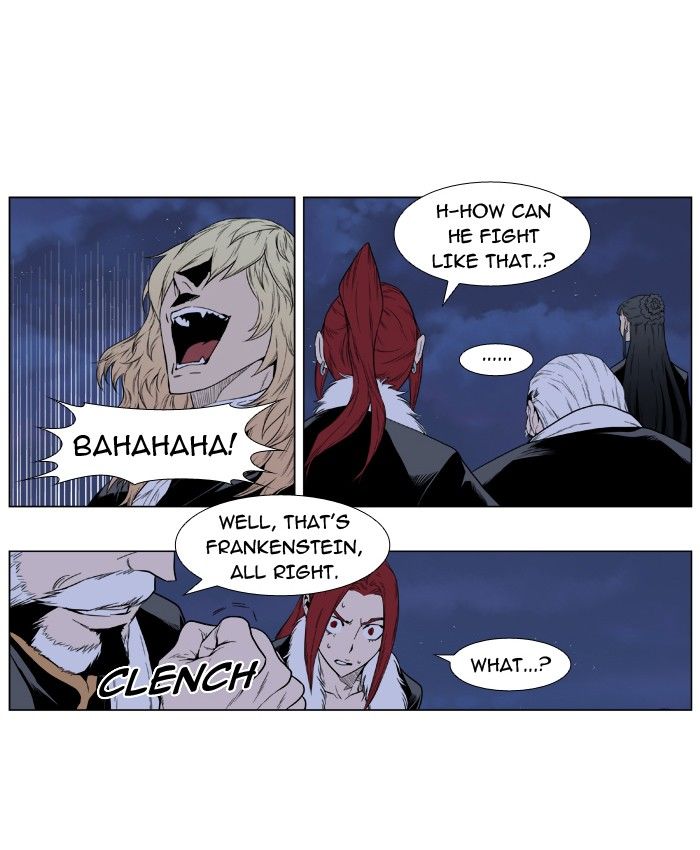 BAHAHAHA!
H-HOW CAN
HE FIGHT
LIKE THAT..?
......
WELL, THAT'S
FRANKENSTEIN,
ALL RIGHT.
CLENCH
WHAT...?